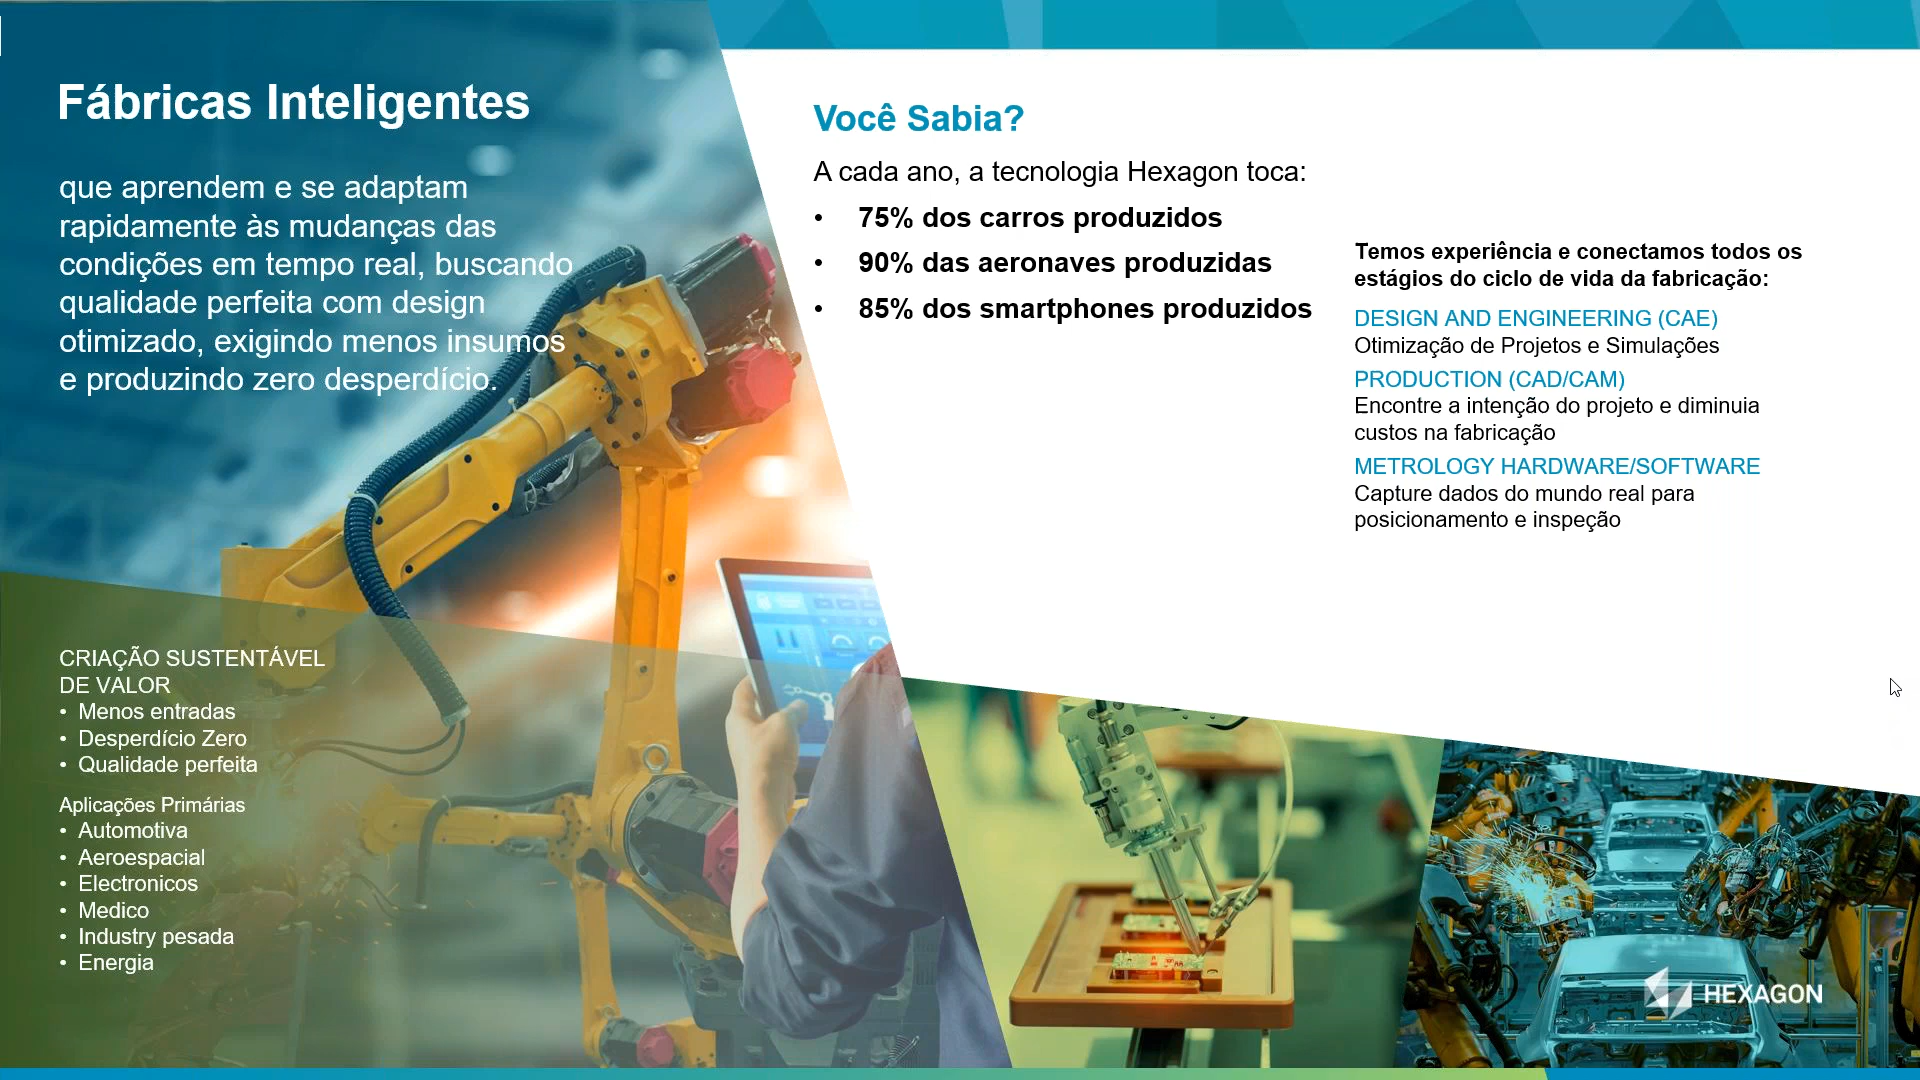 Fábricas Inteligentes
que aprendem e se adaptam
rapidamente às mudanças das
condições em tempo real, buscando
qualidade perfeita com design
otimizado, exigindo menos insumos
e produzindo zero desperdício.
CRIAÇÃO SUSTENTÁVEL
DE VALOR
• Menos entradas
• Desperdício Zero
• Qualidade perfeita
Aplicações Primárias
• Automotiva
• Aeroespacial
• Electronicos
• Medico
• Industry pesada
• Energia
Você Sabia?
A cada ano, a tecnologia Hexagon toca:
• 75% dos carros produzidos
• 90% das aeronaves produzidas
• 85% dos smartphones produzidos
Temos experiência e conectamos todos os
estágios do ciclo de vida da fabricação:
DESIGN AND ENGINEERING (CAE)
Otimização de Projetos e Simulações
PRODUCTION (CAD/CAM)
Encontre a intenção do projeto e diminuia
custos na fabricação
METROLOGY HARDWARE/SOFTWARE
Capture dados do mundo real para
posicionamento e inspeção
HEXAGON